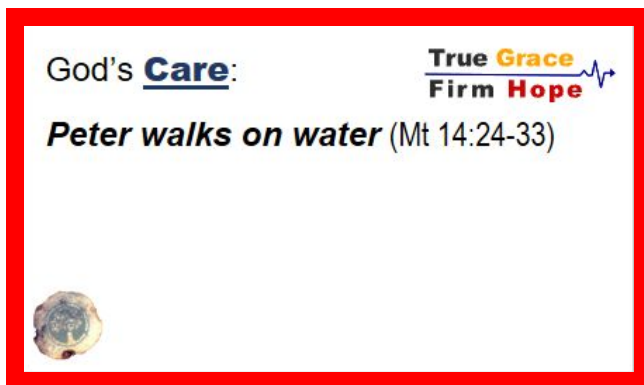 God's Care:
True Grace
Firm Hope
Peter walks on water (Mt 14:24-33)